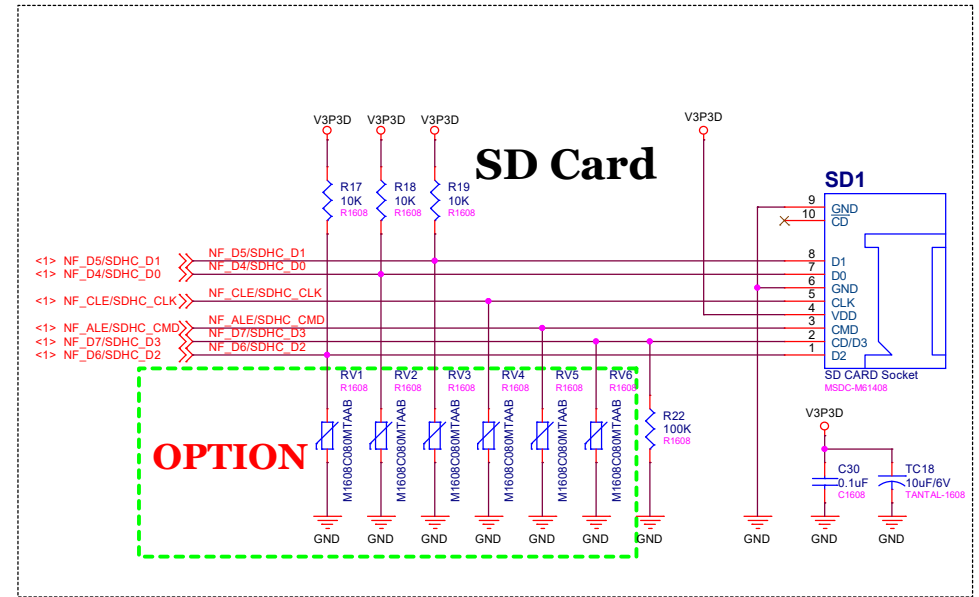 V3P3D V3P3D V3P3D V3P3D
SD Card
R17 R18 R19
10K 10K 10K
R1608 R1608 R1608
SD1
9 GND
10 CD
<1> NF_D5/SDHC_D1 NF_D5/SDHC_D1 8 D1
<1> NF_D4/SDHC_D0 NF_D4/SDHC_D0 7 D0
6 GND
<1> NF_CLE/SDHC_CLK NF_CLE/SDHC_CLK 5 CLK
4 VDD
<1> NF_ALE/SDHC_CMD NF_ALE/SDHC_CMD 3 CMD
<1> NF_D7/SDHC_D3 NF_D7/SDHC_D3 2 CD/D3
<1> NF_D6/SDHC_D2 NF_D6/SDHC_D2 1 D2
SD CARD Socket
MSDC-M61408
RV1 RV2 RV3 RV4 RV5 RV6
R1608 R1608 R1608 R1608 R1608 R1608
M1608C080MTAAB M1608C080MTAAB M1608C080MTAAB M1608C080MTAAB M1608C080MTAAB M1608C080MTAAB
OPTION
R22
100K
R1608
V3P3D
C30 TC18
0.1uF 10uF/6V
C1608 TANTAL-1608
GND GND GND GND GND GND GND GND GND GND